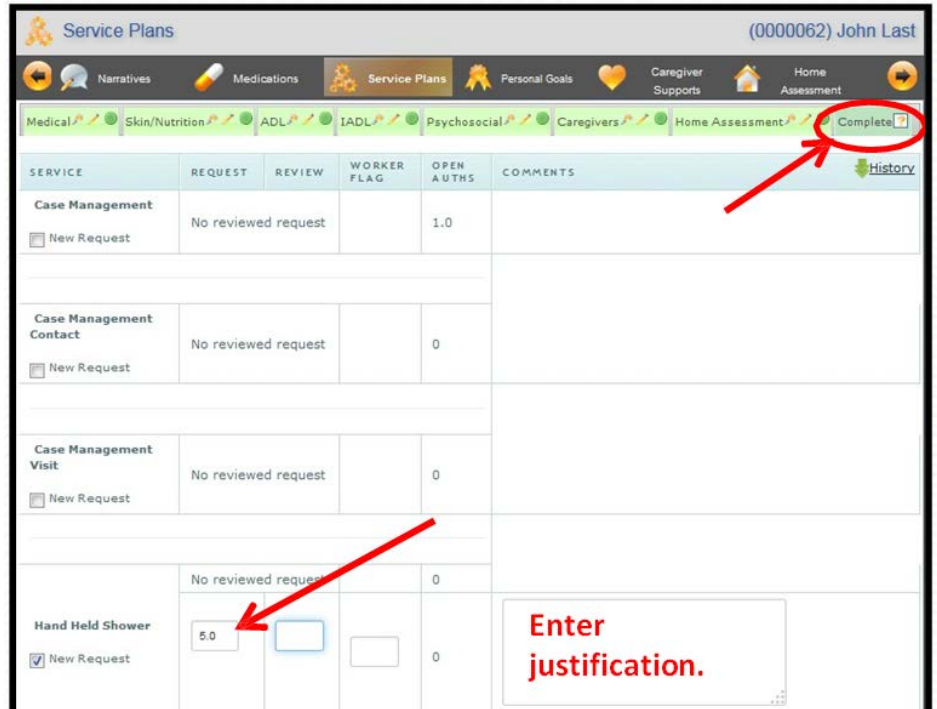 Service Plans (0000062) John Last
Narratives Medications Service Plans Personal Goals Caregiver Supports Home Assessment
Medical Skin/Nutrition ADL IADL Psychosocial Caregivers Home Assessment Complete ?
SERVICE REQUEST REVIEW WORKER FLAG OPEN AUTHS COMMENTS History
Case Management
New Request
No reviewed request 1.0
Case Management
Contact
New Request
No reviewed request 0
Case Management
Visit
New Request
No reviewed request 0
No reviewed request 0
Hand Held Shower
New Request
5.0
0
Enter
justification.